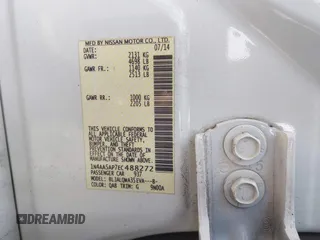 MFD BY NISSAN MOTOR CO., LTD.
07/14
GVWR: 2131 KG
4698 LB
GAWR FR: 1140 KG
2513 LB
GAWR RR: 1000 KG
2205 LB
THIS VEHICLE CONFORMS TO ALL
APPLICABLE FEDERAL MOTOR
VEHICLE SAFETY, BUMPER, AND
THEFT PREVENTION STANDARDS
IN EFFECT ON THE DATE OF
MANUFACTURE SHOWN ABOVE.
1N4AA5AP7EC488272
PASSENGER CAR
COLOR: QAB TRIM: G
DREAMBID